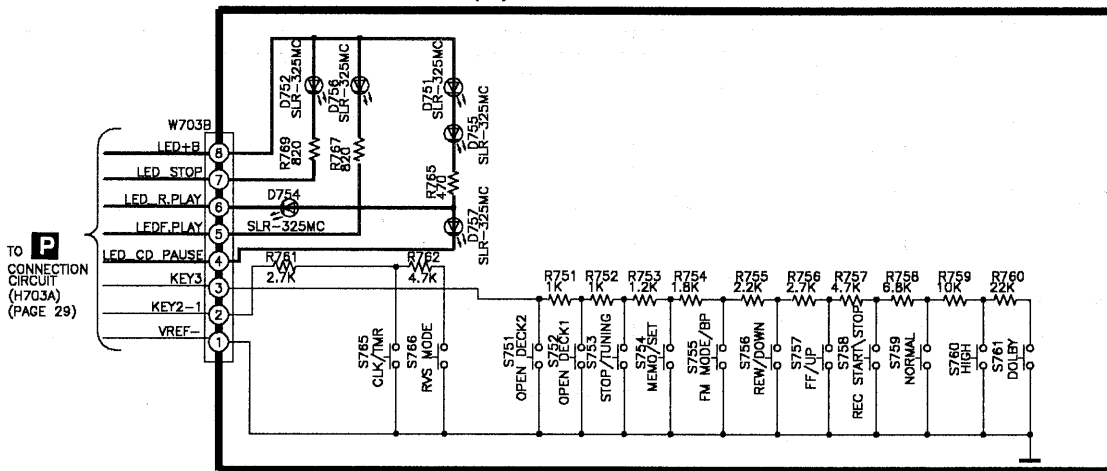 D752
SLR-325MC
D756
SLR-325MC
D751
SLR-325MC
D755
SLR-325MC
R769
820
R767
820
R765
470
D754
SLR-325MC
D757
SLR-325MC
W703B
LED+B
8
LED STOP
7
LED_R.PLAY
6
LEDF.PLAY
5
LED CD PAUSE
4
KEY3
3
KEY2-1
2
VREF-
1
TO P
CONNECTION
CIRCUIT
(H703A)
(PAGE 29)
R761
2.7K
R762
4.7K
R751
1K
R752
1K
R753
1.2K
R754
1.8K
R755
2.2K
R756
2.7K
R757
4.7K
R758
6.8K
R759
10K
R760
22K
S765
CLK/TMR
S766
RVS MODE
S751
OPEN DECK2
S752
OPEN DECK1
S753
STOP/TUNING
S754
MEMO/SET
S755
FM MODE/BP
S756
REW/DOWN
S757
FF/UP
S758
REC START\STOP
S759
NORMAL
S760
HIGH
S761
DOLBY